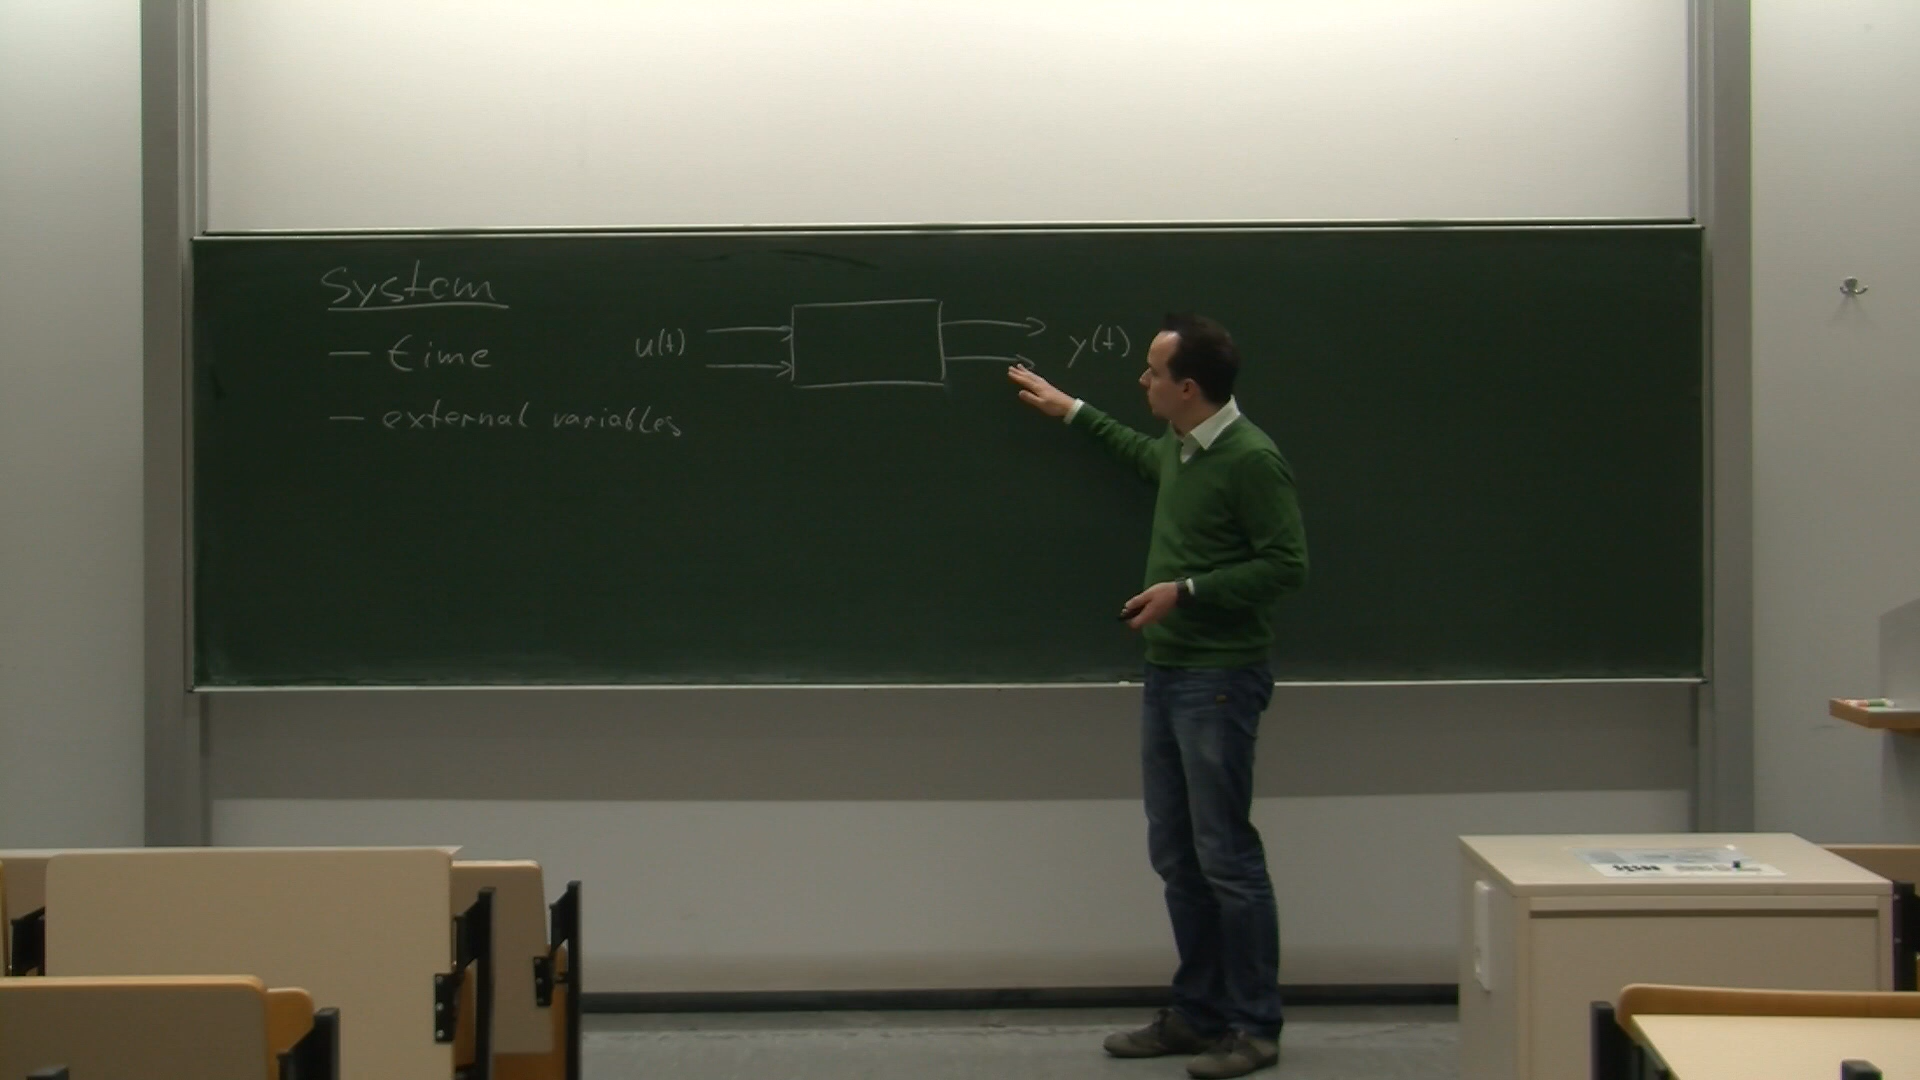 System
— time
u(t)
y(t)
— external variables